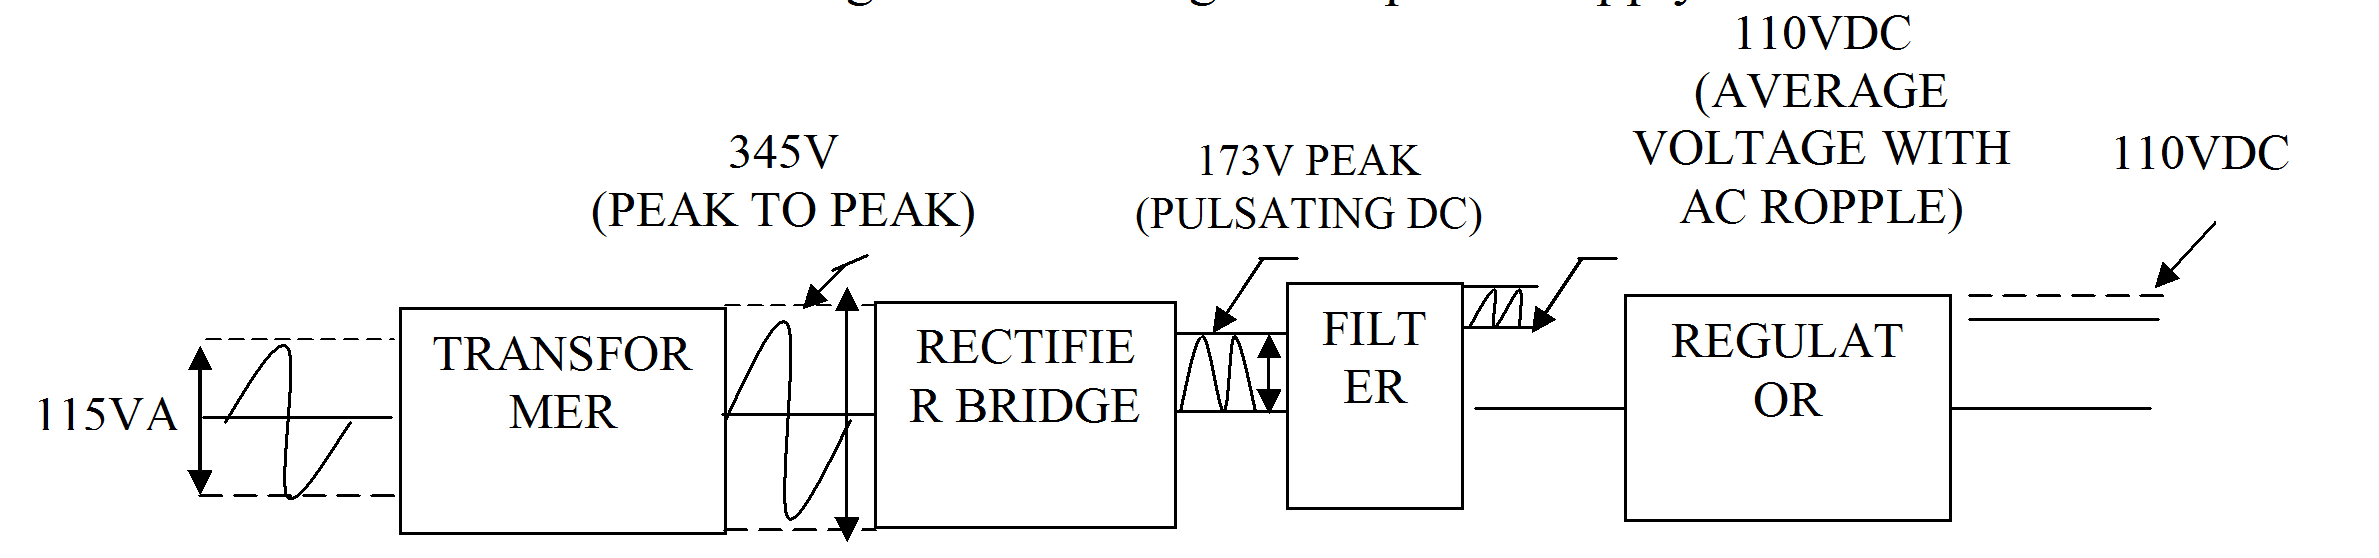 110VDC
(AVERAGE
VOLTAGE WITH
AC ROPPLE)
345V
(PEAK TO PEAK)
173V PEAK
(PULSATING DC)
110VDC
115VA
TRANSFOR
MER
RECTIFIE
R BRIDGE
FILT
ER
REGULAT
OR